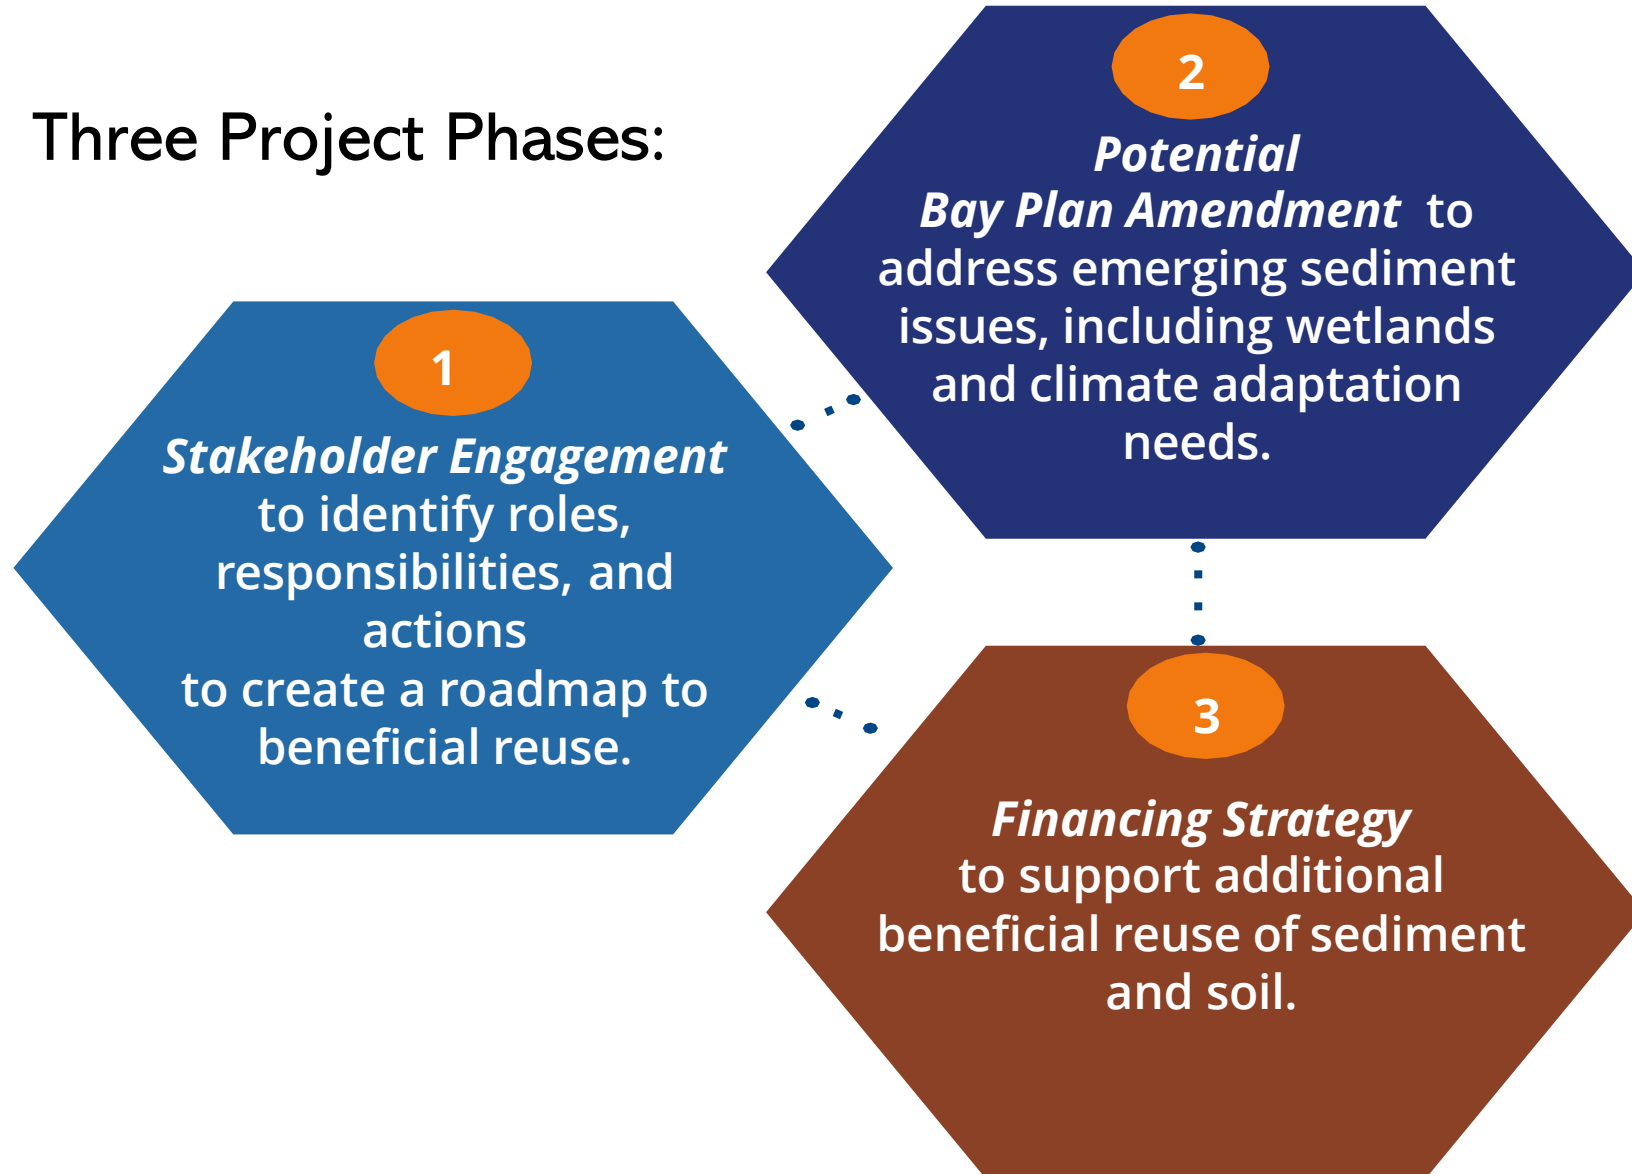 Three Project Phases:
1
Stakeholder Engagement
to identify roles,
responsibilities, and
actions
to create a roadmap to
beneficial reuse.
2
Potential
Bay Plan Amendment to
address emerging sediment
issues, including wetlands
and climate adaptation
needs.
3
Financing Strategy
to support additional
beneficial reuse of sediment
and soil.